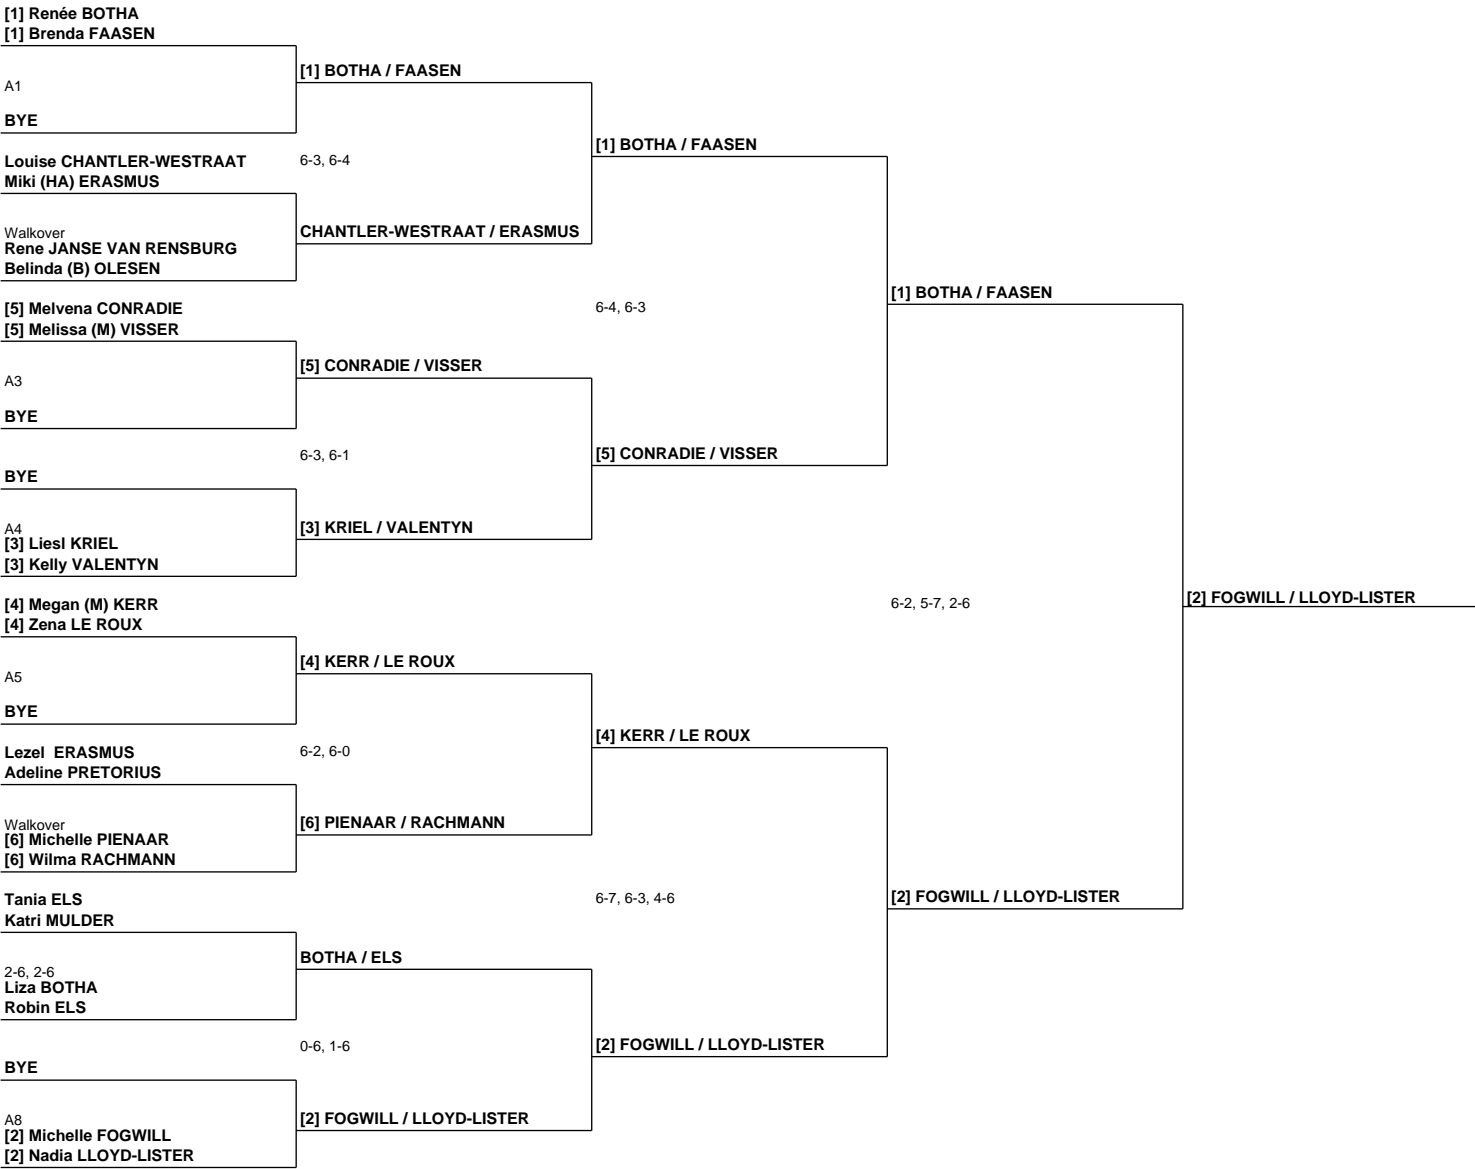 [1] Renée BOTHA
[1] Brenda FAASEN
A1
BYE
Louise CHANTLER-WESTRAAT
Miki (HA) ERASMUS
Walkover
Rene JANSE VAN RENSBURG
Belinda (B) OLESEN
[5] Melvena CONRADIE
[5] Melissa (M) VISSER
A3
BYE
BYE
A4
[3] Liesl KRIEL
[3] Kelly VALENTYN
[4] Megan (M) KERR
[4] Zena LE ROUX
A5
BYE
Lezel  ERASMUS
Adeline PRETORIUS
Walkover
[6] Michelle PIENAAR
[6] Wilma RACHMANN
Tania ELS
Katri MULDER
2-6, 2-6
Liza BOTHA
Robin ELS
BYE
A8
[2] Michelle FOGWILL
[2] Nadia LLOYD-LISTER
[1] BOTHA / FAASEN
6-3, 6-4
CHANTLER-WESTRAAT / ERASMUS
[5] CONRADIE / VISSER
6-3, 6-1
[3] KRIEL / VALENTYN
[4] KERR / LE ROUX
6-2, 6-0
[6] PIENAAR / RACHMANN
BOTHA / ELS
0-6, 1-6
[2] FOGWILL / LLOYD-LISTER
[1] BOTHA / FAASEN
6-4, 6-3
[5] CONRADIE / VISSER
[4] KERR / LE ROUX
6-7, 6-3, 4-6
[2] FOGWILL / LLOYD-LISTER
[1] BOTHA / FAASEN
6-2, 5-7, 2-6
[2] FOGWILL / LLOYD-LISTER
[2] FOGWILL / LLOYD-LISTER